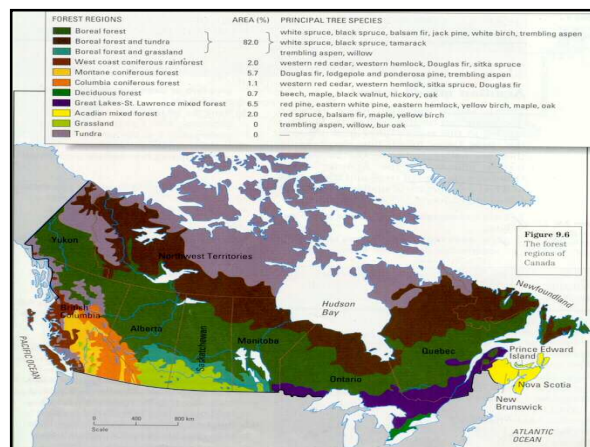 FOREST REGIONS AREA (%) PRINCIPAL TREE SPECIES
Boreal forest white spruce, black spruce, balsam fir, jack pine, white birch, trembling aspen
Boreal forest and tundra 82.0 white spruce, black spruce, tamarack
Boreal forest and grassland trembling aspen, willow
West coast coniferous rainforest 2.0 western red cedar, western hemlock, Douglas fir, sitka spruce
Montane coniferous forest 5.7 Douglas fir, lodgepole and ponderosa pine, trembling aspen
Columbia coniferous forest 1.1 western red cedar, western hemlock, sitka spruce, Douglas fir
Deciduous forest 0.7 beech, maple, black walnut, hickory, oak
Great Lakes-St. Lawrence mixed forest 6.5 red pine, eastern white pine, eastern hemlock, yellow birch, maple, oak
Acadian mixed forest 2.0 red spruce, balsam fir, maple, yellow birch
Grassland 0 trembling aspen, willow, bur oak
Tundra 0 —
Figure 9.6
The forest
regions of
Canada
Yukon
Northwest Territories
Hudson
Bay
Newfoundland
British
Columbia
Alberta
Saskatchewan
Manitoba
Ontario
Quebec
Prince Edward
Island
Nova Scotia
New
Brunswick
PACIFIC OCEAN
ATLANTIC
OCEAN
0 400 800 km
Scale